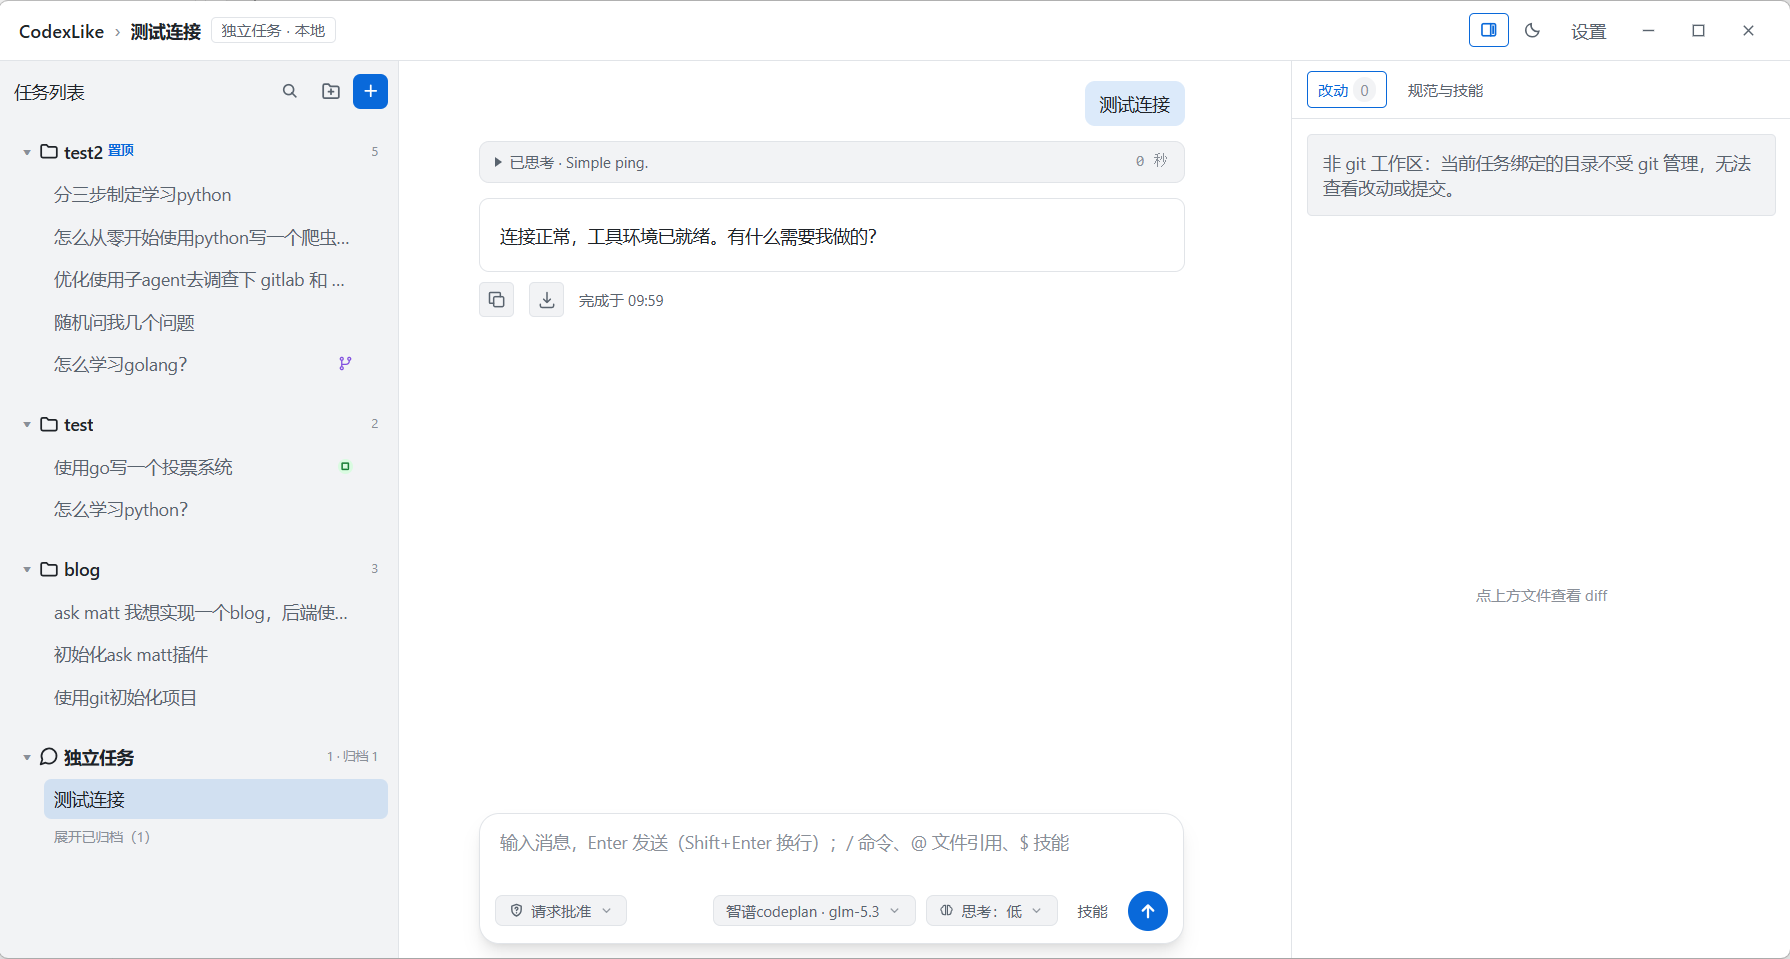 CodexLike › 测试连接 独立任务 · 本地
设置
任务列表
test2 置顶 5
分三步制定学习python
怎么从零开始使用python写一个爬虫...
优化使用子agent去调查下 gitlab 和 ...
随机问我几个问题
怎么学习golang?
test 2
使用go写一个投票系统
怎么学习python?
blog 3
ask matt 我想实现一个blog，后端使...
初始化ask matt插件
使用git初始化项目
独立任务 1 · 归档 1
测试连接
展开已归档（1）
测试连接
已思考 · Simple ping. 0 秒
连接正常，工具环境已就绪。有什么需要我做的?
完成于 09:59
输入消息，Enter 发送（Shift+Enter 换行）；/ 命令、@ 文件引用、$ 技能
请求批准
智谱codeplan · glm-5.3
思考：低
技能
改动 0
规范与技能
非 git 工作区：当前任务绑定的目录不受 git 管理，无法
查看改动或提交。
点上方文件查看 diff